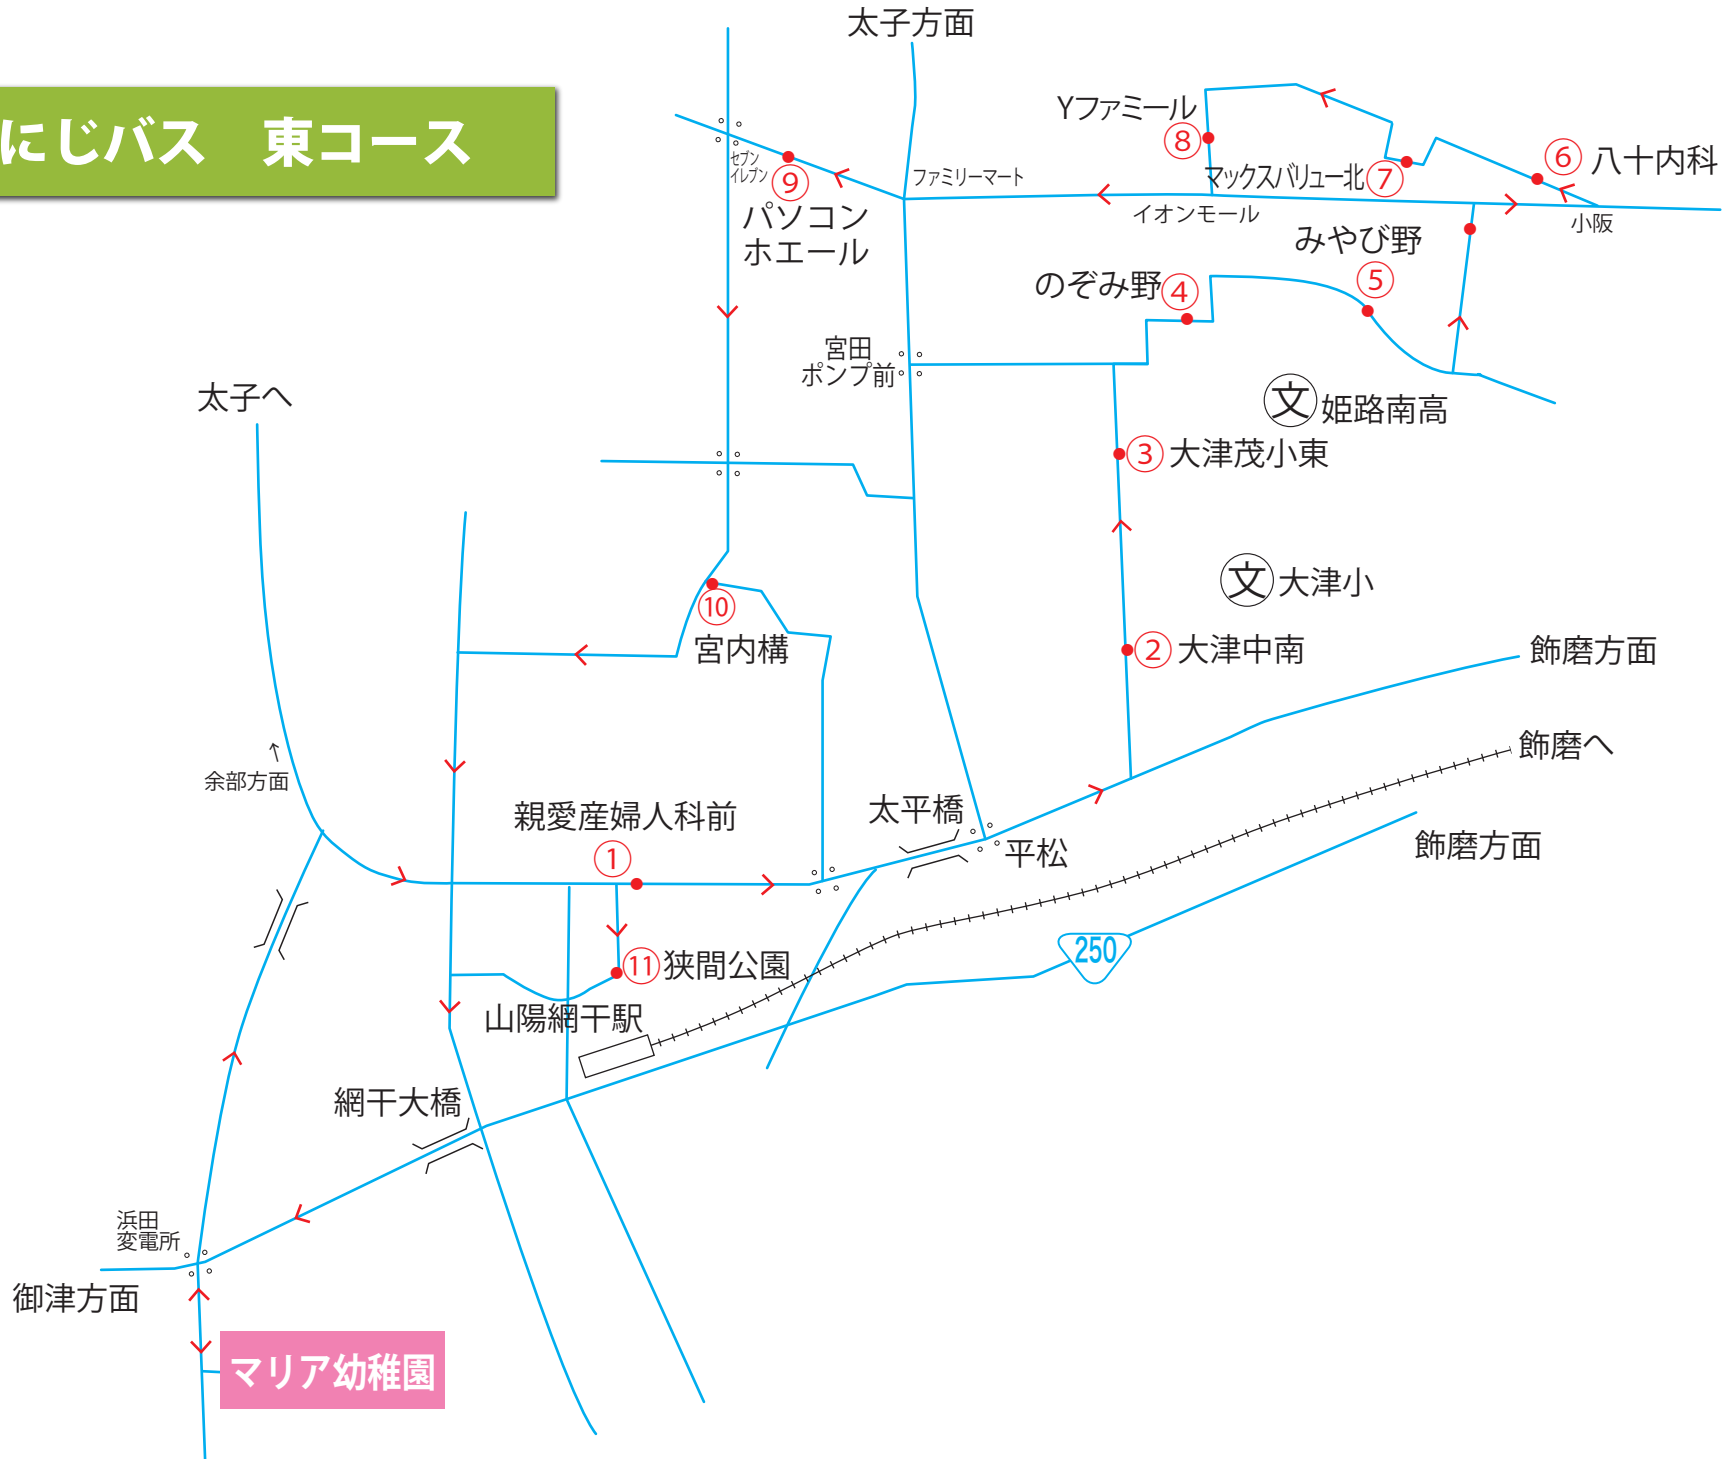 太子方面
にじバス　東コース
Yファミール
⑧
⑥ 八十内科
セブン
イレブン
⑨
ファミリーマート
マックスバリュー北⑦
パソコン
ホエール
イオンモール
小阪
みやび野
⑤
のぞみ野④
宮田
ポンプ前
太子へ
文 姫路南高
③ 大津茂小東
文 大津小
⑩
宮内構
② 大津中南
飾磨方面
飾磨へ
↑
余部方面
親愛産婦人科前
①
太平橋
平松
飾磨方面
250
⑪ 狭間公園
山陽網干駅
網干大橋
浜田
変電所
御津方面
マリア幼稚園